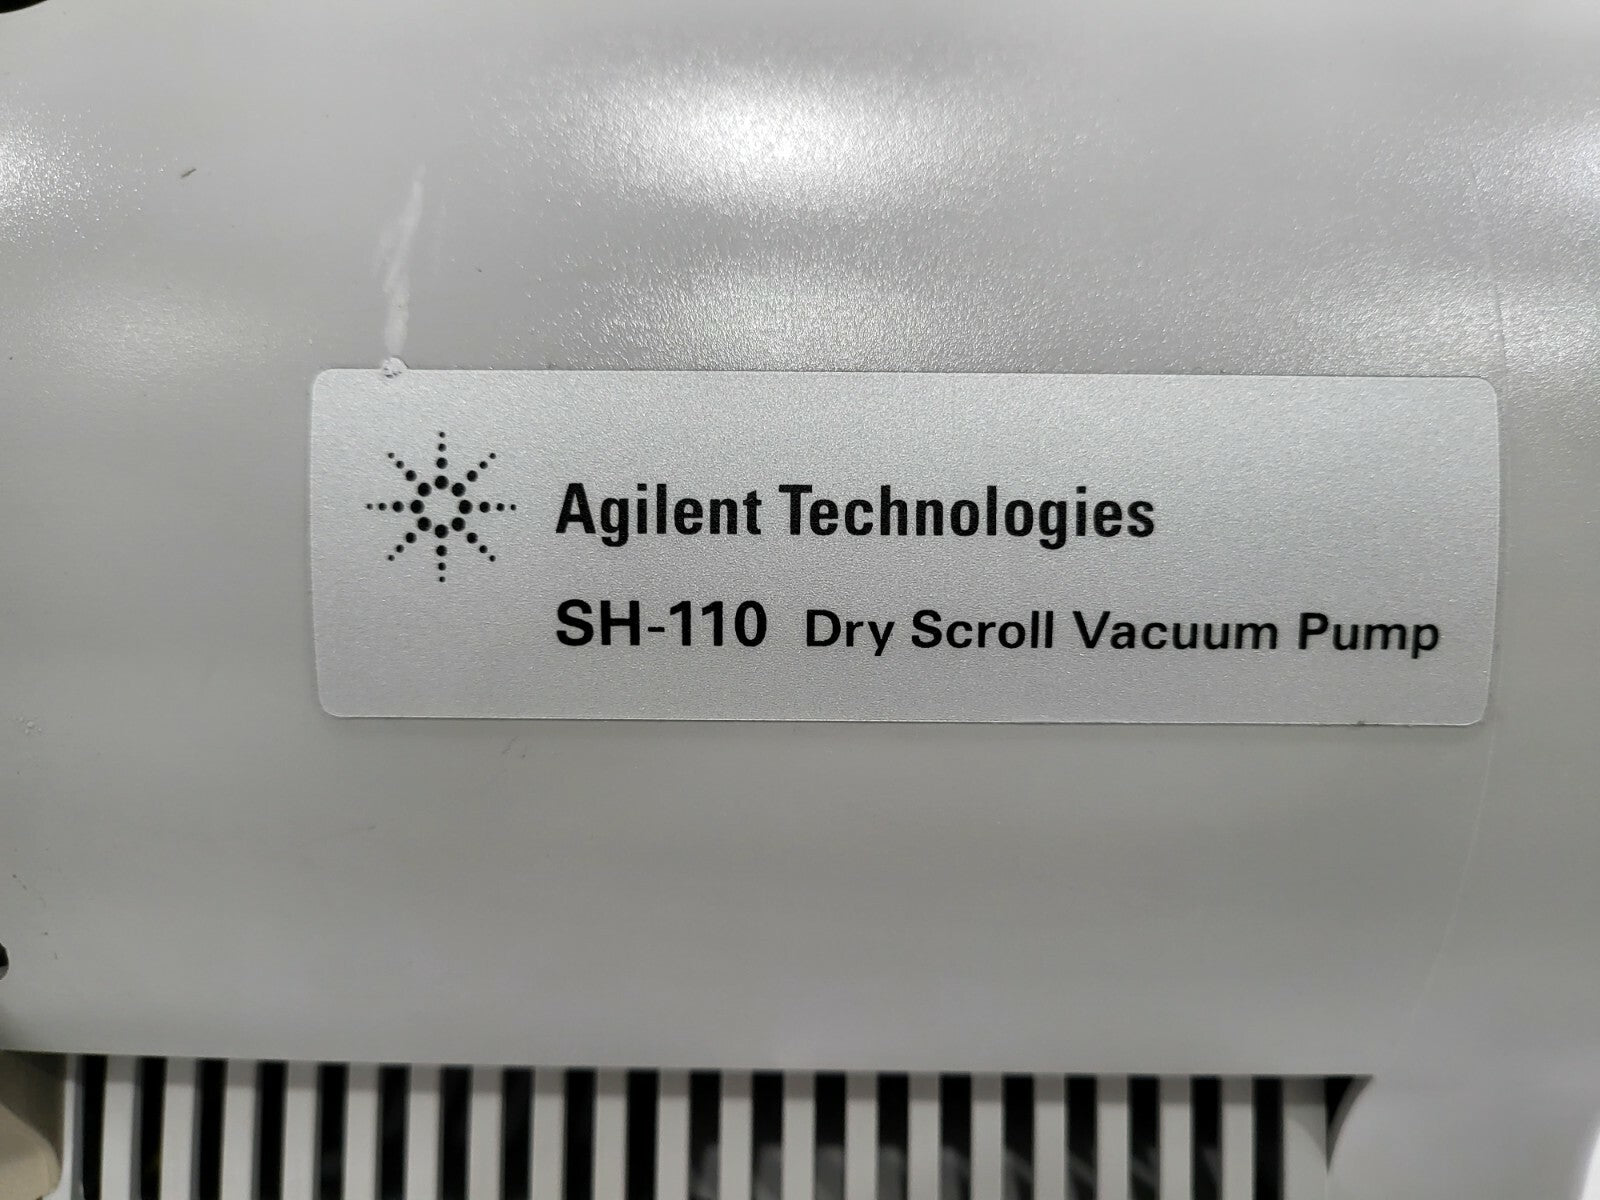 Agilent Technologies
SH-110 Dry Scroll Vacuum Pump